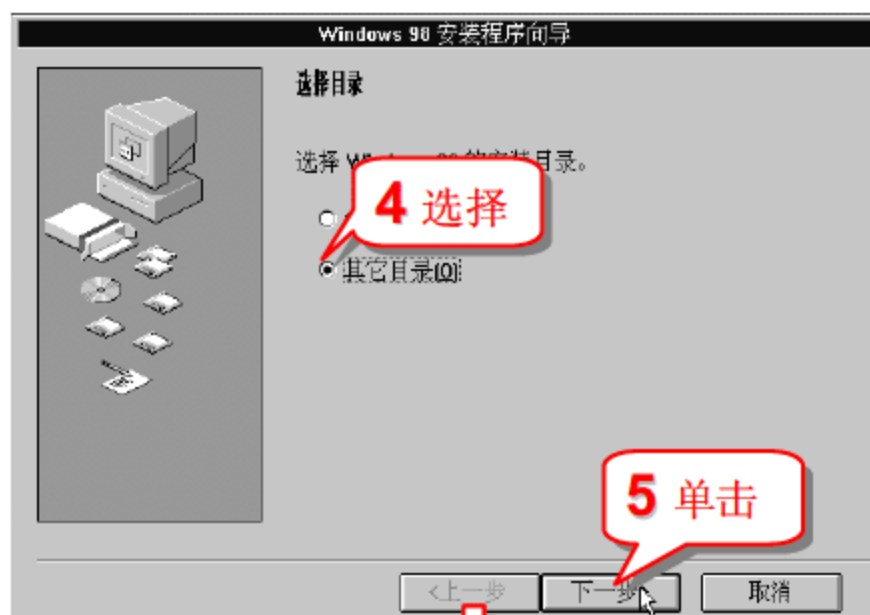 Windows 98 安装程序向导
选择目录
选择 的安装目录。
4 选择
其它目录(O)
5 单击
<上一步
下一步
取消